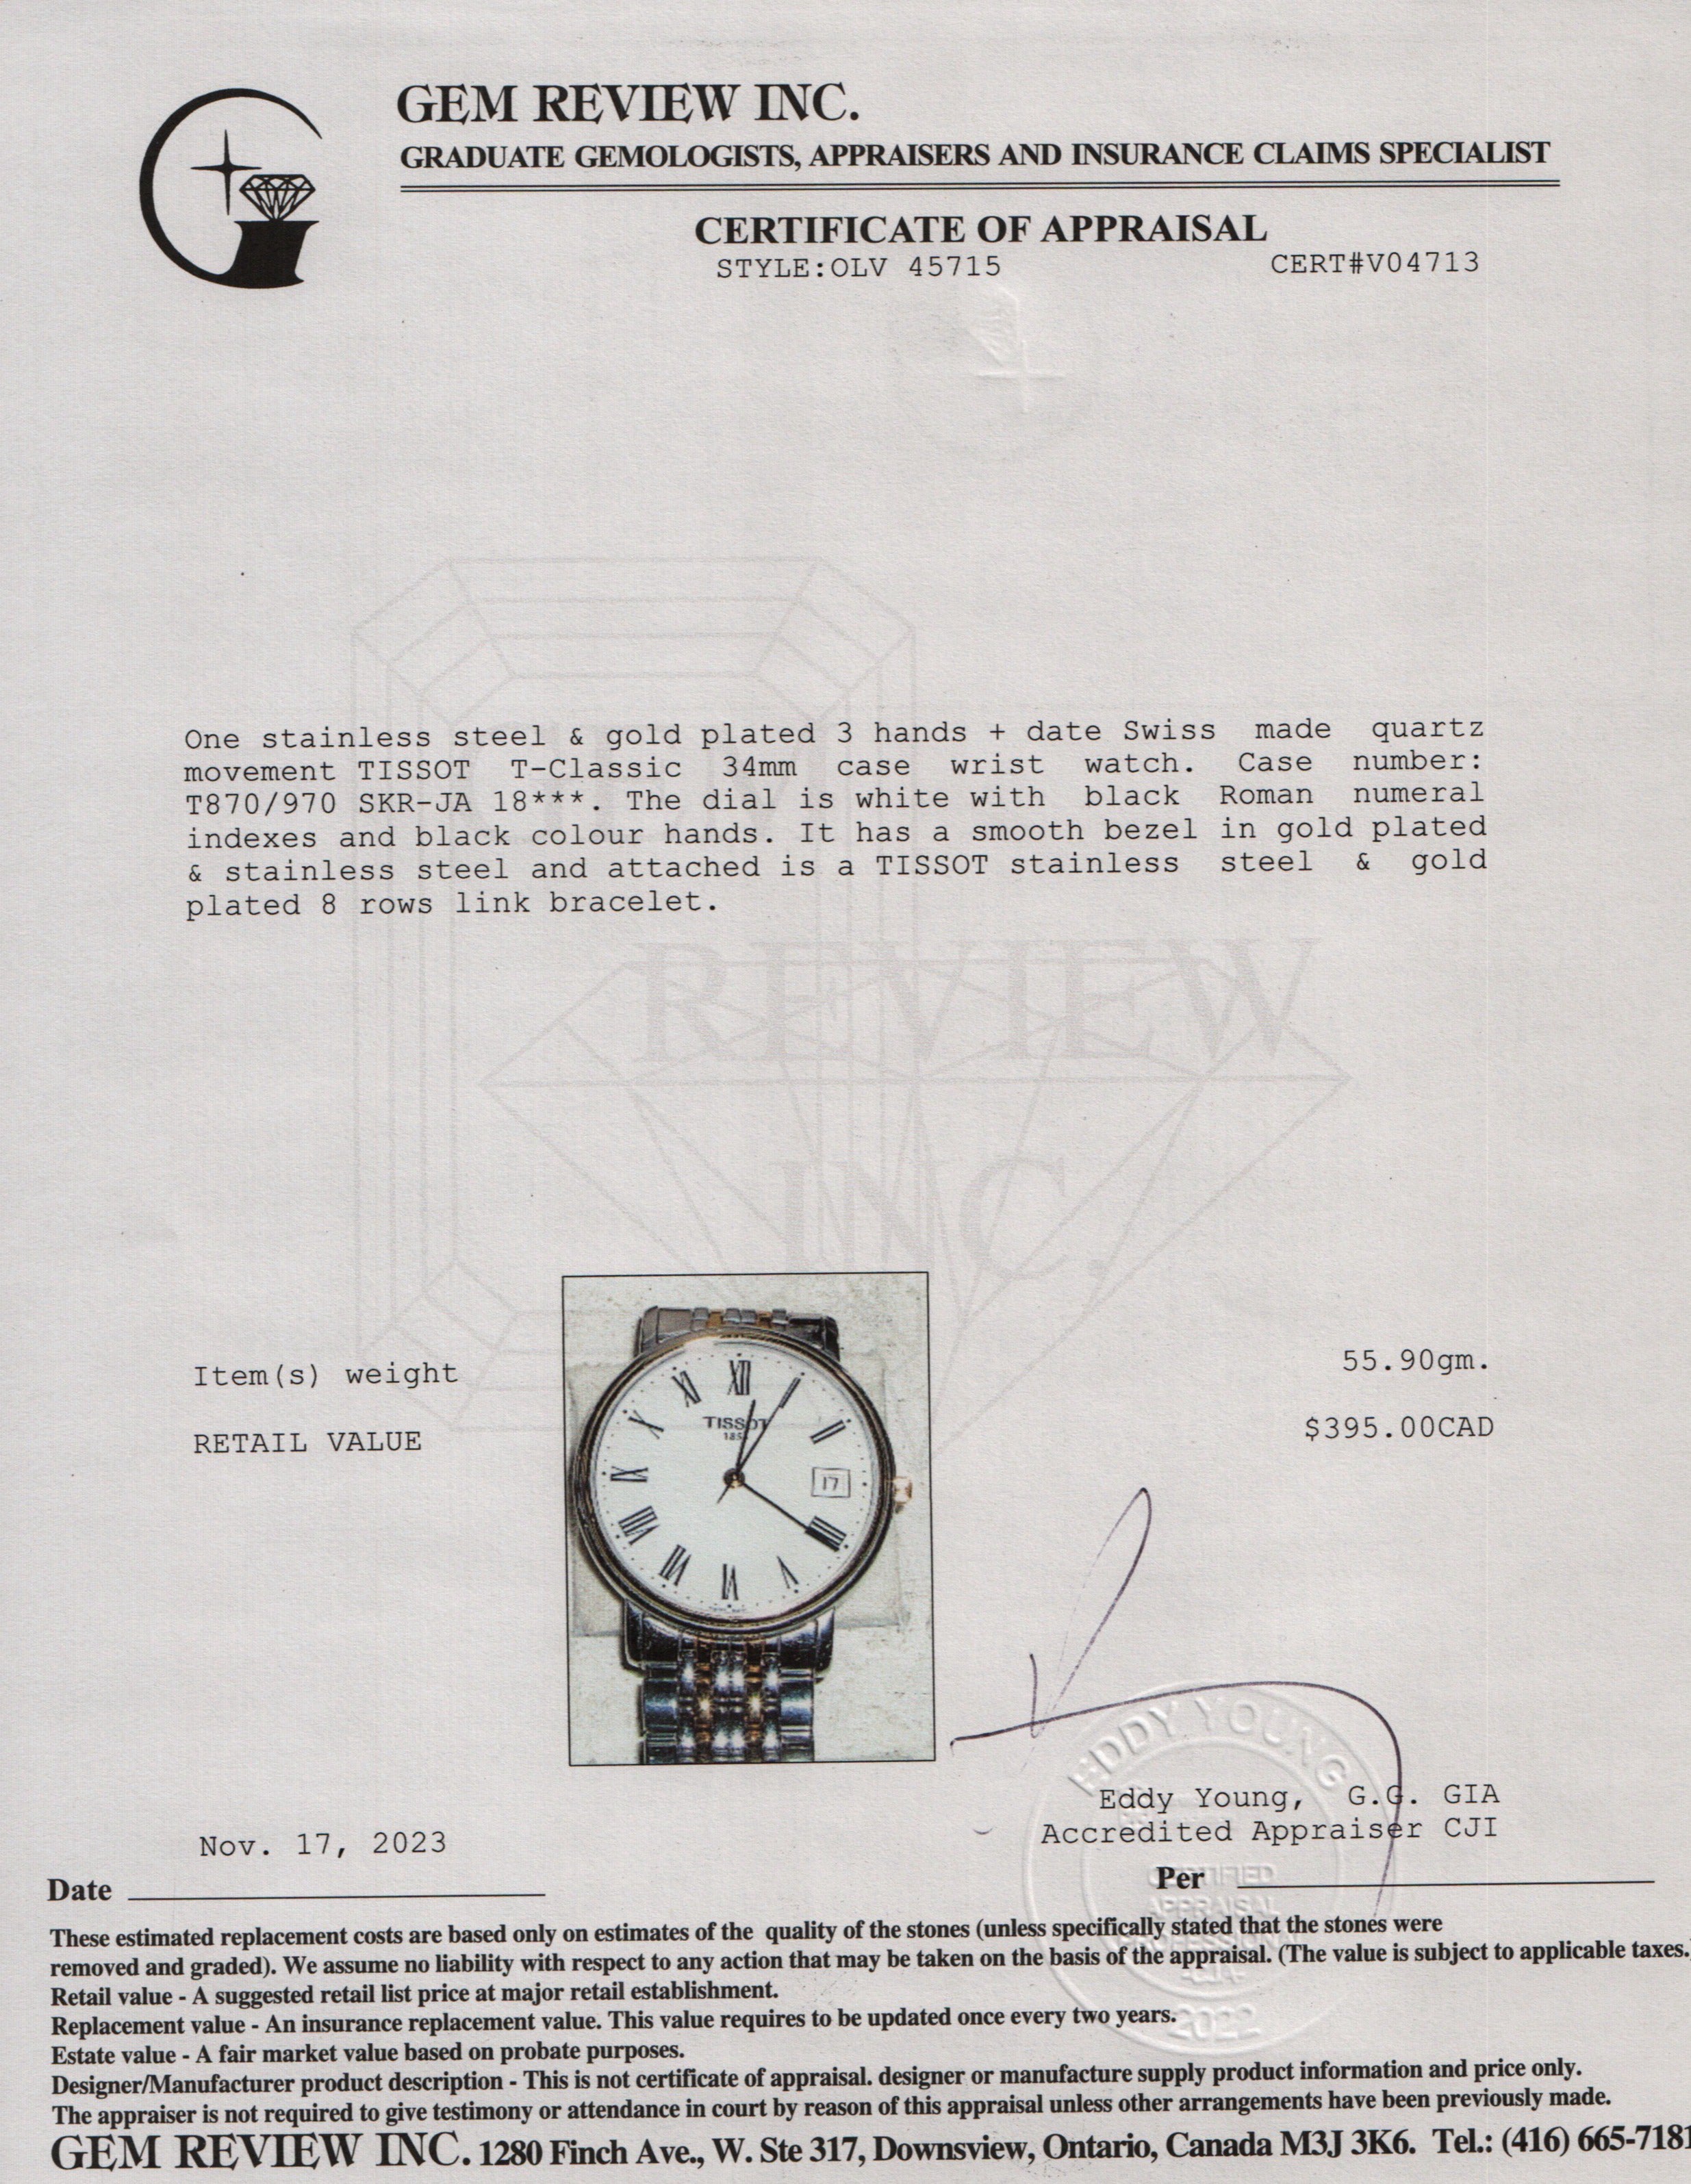 GEM REVIEW INC.
GRADUATE GEMOLOGISTS, APPRAISERS AND INSURANCE CLAIMS SPECIALIST
CERTIFICATE OF APPRAISAL
STYLE:OLV 45715 CERT#V04713
One stainless steel & gold plated 3 hands + date Swiss made quartz
movement TISSOT T-Classic 34mm case wrist watch. Case number:
T870/970 SKR-JA 18***. The dial is white with black Roman numeral
indexes and black colour hands. It has a smooth bezel in gold plated
& stainless steel and attached is a TISSOT stainless steel & gold
plated 8 rows link bracelet.
REVIEW
INC.
XII
TISSOT
17
Item(s) weight 55.90gm.
RETAIL VALUE $395.00CAD
EDDY YOUNG
Eddy Young, G.G. GIA
Accredited Appraiser CJI
Nov. 17, 2023
Date
Per
CERTIFIED
APPRAISAL
PROFESSIONAL
2022
These estimated replacement costs are based only on estimates of the quality of the stones (unless specifically stated that the stones were
removed and graded). We assume no liability with respect to any action that may be taken on the basis of the appraisal. (The value is subject to applicable taxes.
Retail value - A suggested retail list price at major retail establishment.
Replacement value - An insurance replacement value. This value requires to be updated once every two years.
Estate value - A fair market value based on probate purposes.
Designer/Manufacturer product description - This is not certificate of appraisal. designer or manufacture supply product information and price only.
The appraiser is not required to give testimony or attendance in court by reason of this appraisal unless other arrangements have been previously made.
GEM REVIEW INC. 1280 Finch Ave., W. Ste 317, Downsview, Ontario, Canada M3J 3K6. Tel.: (416) 665-7181